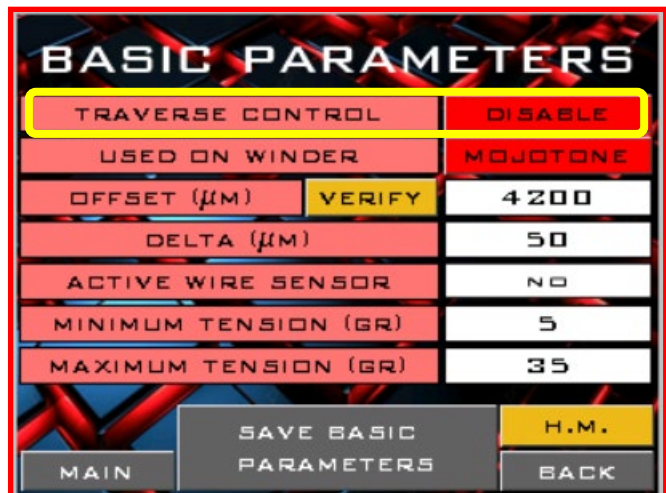 BASIC PARAMETERS
TRAVERSE CONTROL DISABLE
USED ON WINDER MOJOTONE
OFFSET (µM) VERIFY 4200
DELTA (µM) 50
ACTIVE WIRE SENSOR NO
MINIMUM TENSION (GR) 5
MAXIMUM TENSION (GR) 35
SAVE BASIC PARAMETERS H.M.
MAIN BACK